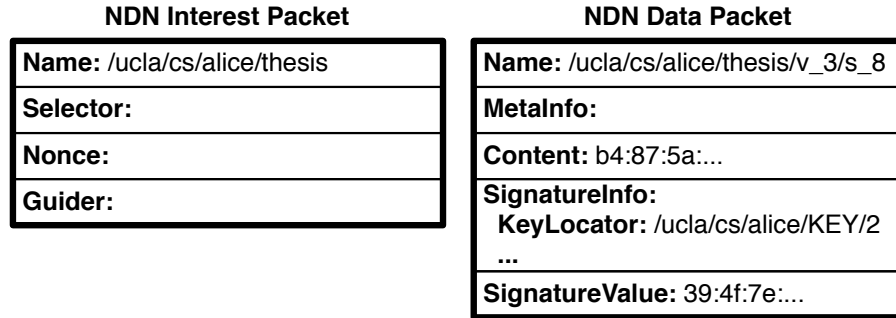 NDN Interest Packet
Name: /ucla/cs/alice/thesis
Selector:
Nonce:
Guider:
NDN Data Packet
Name: /ucla/cs/alice/thesis/v_3/s_8
MetaInfo:
Content: b4:87:5a:...
SignatureInfo:
KeyLocator: /ucla/cs/alice/KEY/2
...
SignatureValue: 39:4f:7e:...